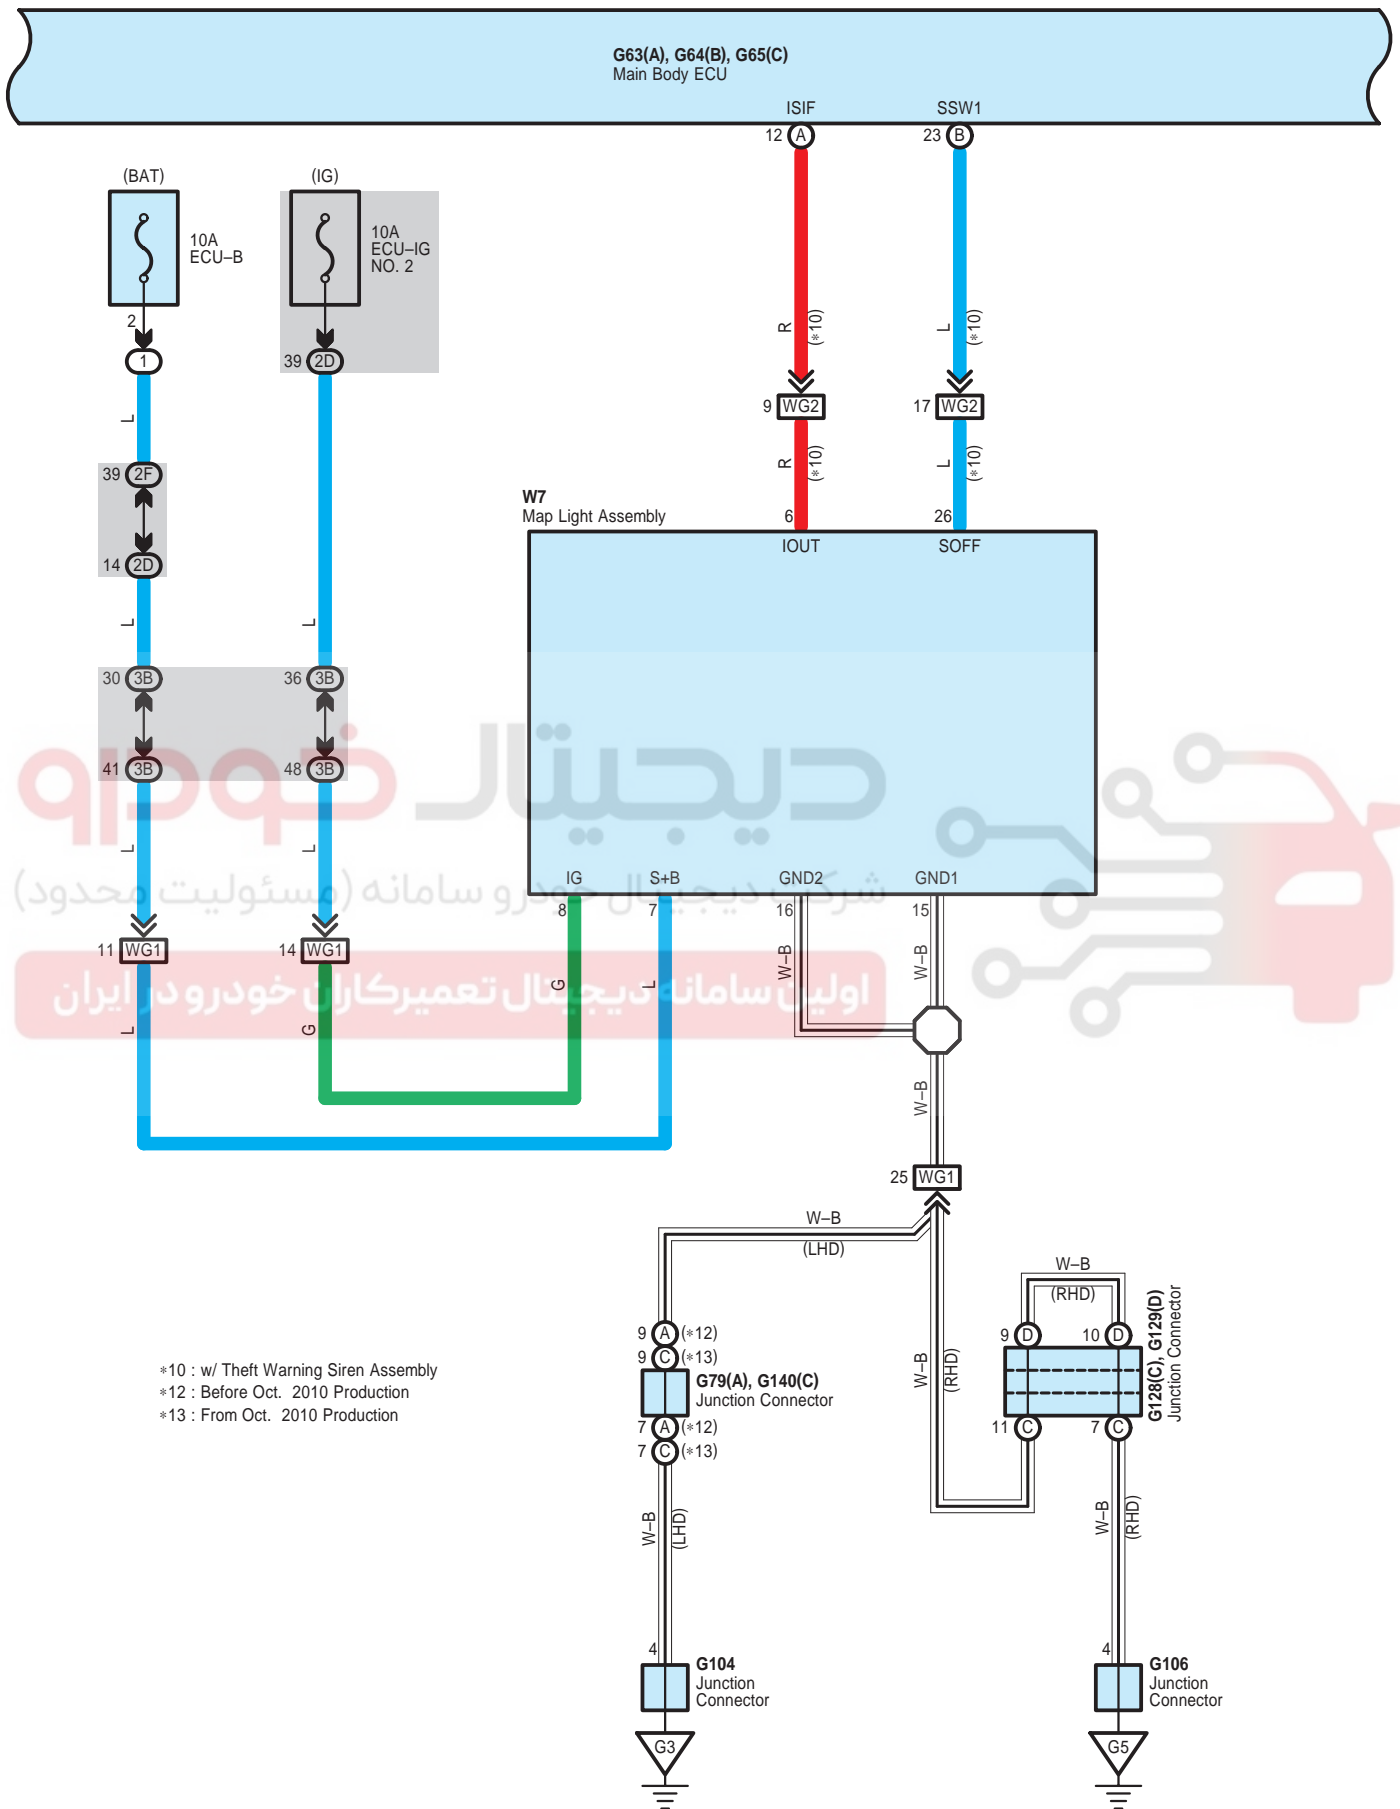 G63(A), G64(B), G65(C)
Main Body ECU
ISIF
SSW1
12 A
23 B
(BAT)
(IG)
10A
ECU–B
10A
ECU–IG
NO. 2
2
1
39 2D
R
(*10)
L
(*10)
9 WG2
17 WG2
L
39 2F
R
(*10)
L
(*10)
W7
Map Light Assembly
6
26
IOUT
SOFF
14 2D
L
L
30 3B
36 3B
41 3B
48 3B
دیجیتال خودرو
L
L
IG
S+B
GND2
GND1
شرکت دیجیتال خودرو سامانه (مسئولیت محدود)
8
7
16
15
11 WG1
14 WG1
W–B
W–B
G
L
اولین سامانه دیجیتال تعمیرکاران خودرو در ایران
L
G
W–B
25 WG1
W–B
(LHD)
W–B
(RHD)
9 A (*12)
9 C (*13)
9 D
10 D
G79(A), G140(C)
Junction Connector
G128(C), G129(D)
Junction Connector
W–B
(RHD)
7 A (*12)
7 C (*13)
11 C
7 C
*10 : w/ Theft Warning Siren Assembly
*12 : Before Oct. 2010 Production
*13 : From Oct. 2010 Production
W–B
(LHD)
W–B
(RHD)
4
G104
Junction
Connector
4
G106
Junction
Connector
G3
G5